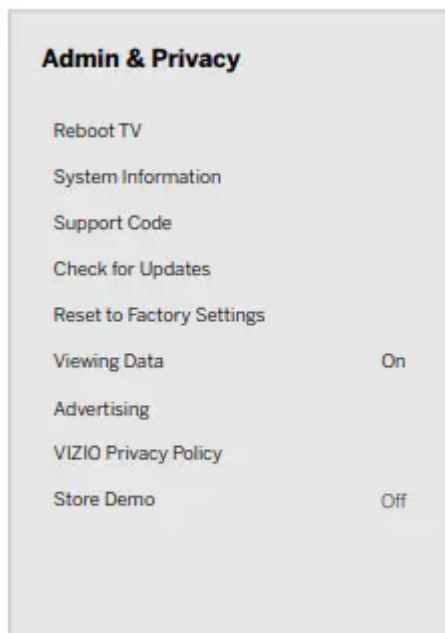 Admin & Privacy
Reboot TV
System Information
Support Code
Check for Updates
Reset to Factory Settings
Viewing Data On
Advertising
VIZIO Privacy Policy
Store Demo Off